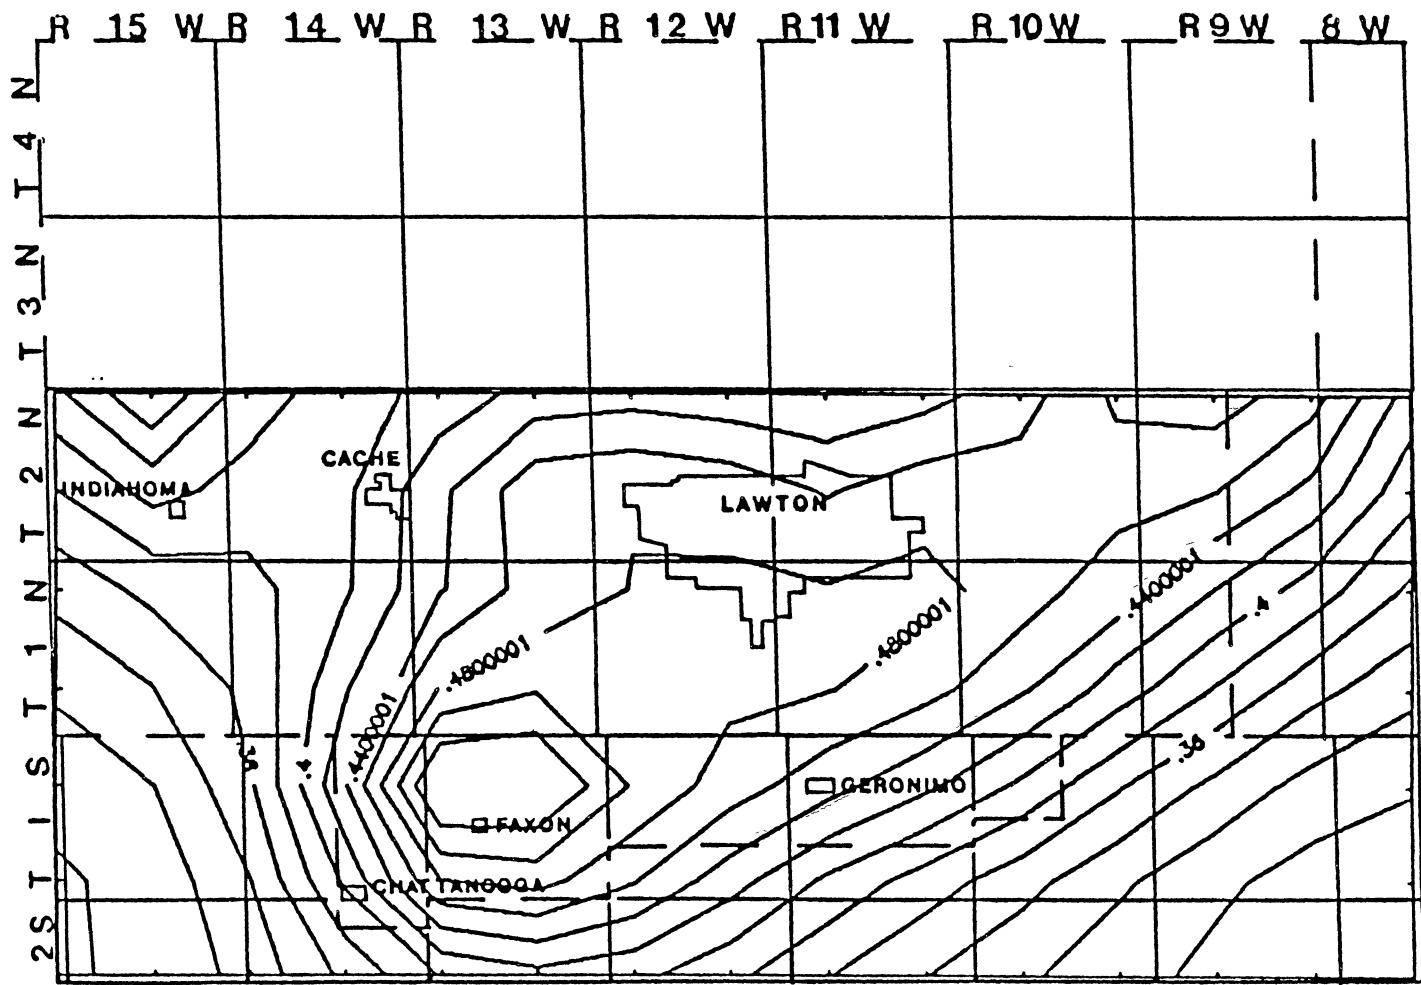 R 15 W R 14 W R 13 W R 12 W R 11 W R 10 W R 9 W 8 W
T 4 N
T 3 N
T 2 N
T 1 N
T 1 S
2 S
CACHE
INDIAHOMA
LAWTON
.4400001
.4
.4800001
.4800001
.4400001
.36
.4
.36
GERONIMO
FAXON
CHATTANOOGA